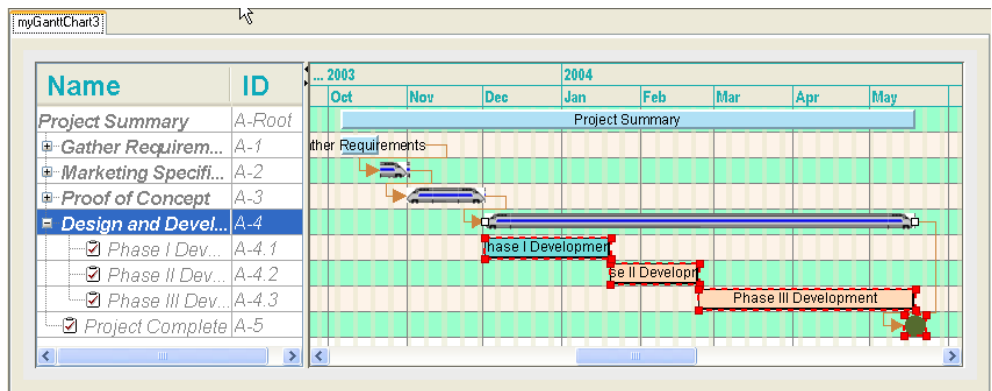 myGanttChart3
Name ID
... 2003 2004
Oct Nov Dec Jan Feb Mar Apr May
Project Summary A-Root Project Summary
Gather Requirem... A-1 ther Requirements
Marketing Specifi... A-2
Proof of Concept A-3
Design and Devel... A-4
Phase I Dev... A-4.1 hase I Developmer
Phase II Dev... A-4.2 se II Developr
Phase III Dev... A-4.3 Phase III Development
Project Complete A-5